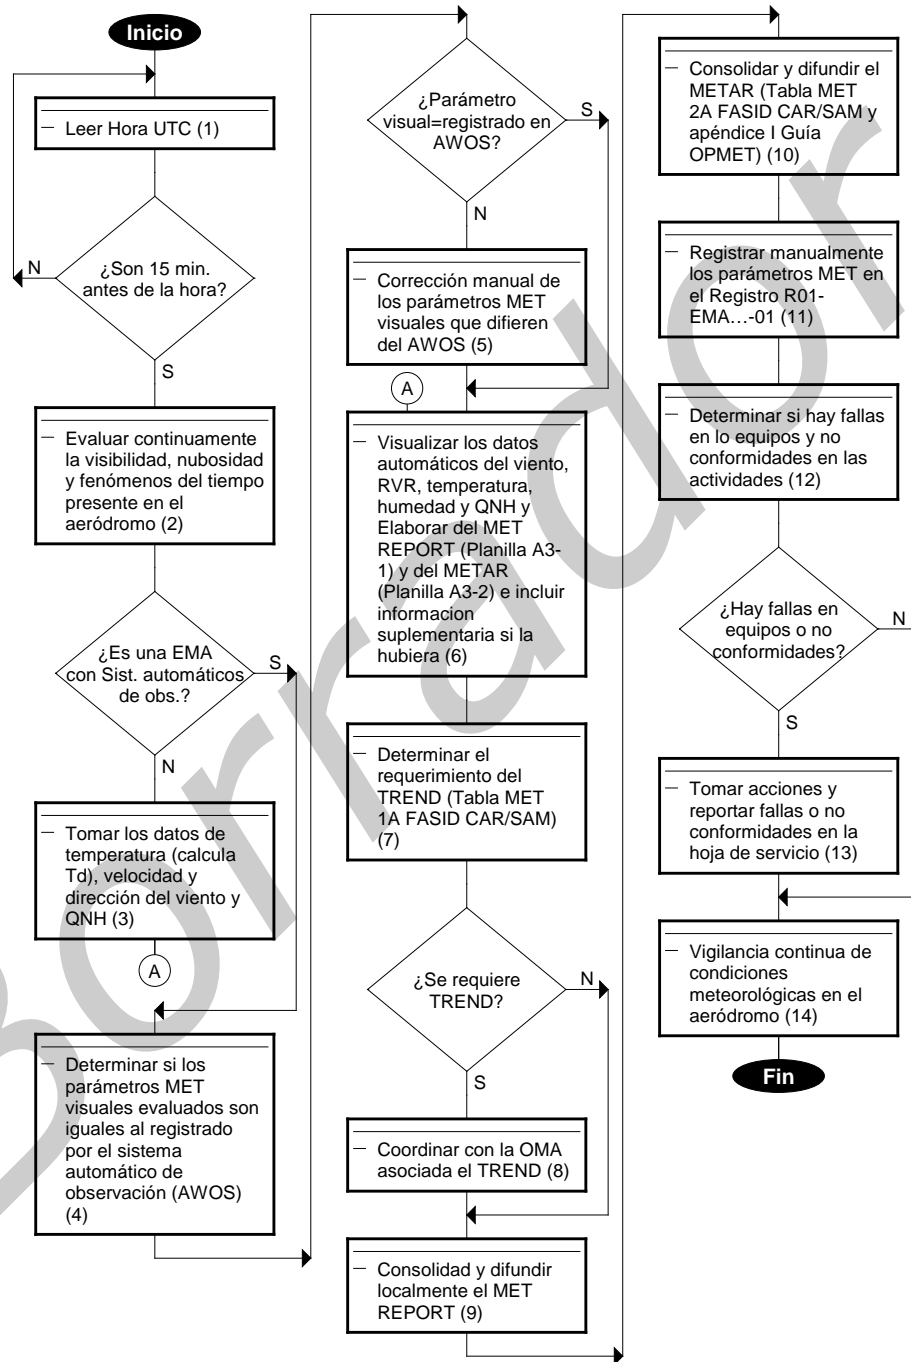 Inicio
— Leer Hora UTC (1)
¿Son 15 min.
antes de la hora?
N
S
— Evaluar continuamente
la visibilidad, nubosidad
y fenómenos del tiempo
presente en el
aeródromo (2)
¿Es una EMA
con Sist. automáticos
de obs.?
S
N
— Tomar los datos de
temperatura (calcula
Td), velocidad y
dirección del viento y
QNH (3)
A
— Determinar si los
parámetros MET
visuales evaluados son
iguales al registrado
por el sistema
automático de
observación (AWOS)
(4)
¿Parámetro
visual=registrado en
AWOS?
S
N
— Corrección manual de
los parámetros MET
visuales que difieren
del AWOS (5)
A
— Visualizar los datos
automáticos del viento,
RVR, temperatura,
humedad y QNH y
Elaborar del MET
REPORT (Planilla A3-
1) y del METAR
(Planilla A3-2) e incluir
informacion
suplementaria si la
hubiera (6)
— Determinar el
requerimiento del
TREND (Tabla MET
1A FASID CAR/SAM)
(7)
¿Se requiere
TREND?
N
S
— Coordinar con la OMA
asociada el TREND (8)
— Consolidad y difundir
localmente el MET
REPORT (9)
— Consolidar y difundir el
METAR (Tabla MET
2A FASID CAR/SAM y
apéndice I Guía
OPMET) (10)
— Registrar manualmente
los parámetros MET en
el Registro R01-
EMA…-01 (11)
— Determinar si hay fallas
en lo equipos y no
conformidades en las
actividades (12)
¿Hay fallas en
equipos o no
conformidades?
N
S
— Tomar acciones y
reportar fallas o no
conformidades en la
hoja de servicio (13)
— Vigilancia continua de
condiciones
meteorológicas en el
aeródromo (14)
Fin
Borrador